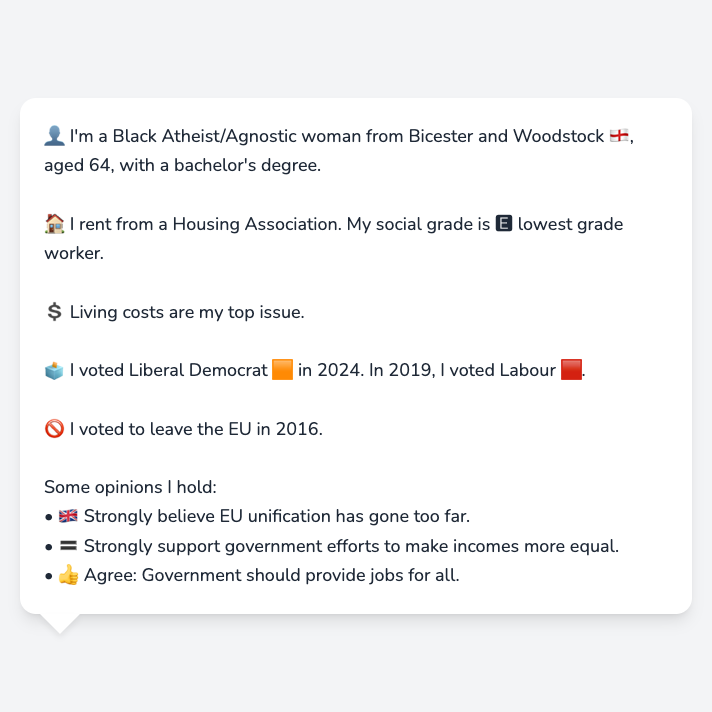 👤 I'm a Black Atheist/Agnostic woman from Bicester and Woodstock 🏴󠁧󠁢󠁥󠁮󠁧󠁿,
aged 64, with a bachelor's degree.
🏠 I rent from a Housing Association. My social grade is 🅴 lowest grade
worker.
💲 Living costs are my top issue.
🗳️ I voted Liberal Democrat 🟧 in 2024. In 2019, I voted Labour 🟥.
🚫 I voted to leave the EU in 2016.
Some opinions I hold:
• 🇬🇧 Strongly believe EU unification has gone too far.
• 🟰 Strongly support government efforts to make incomes more equal.
• 👍 Agree: Government should provide jobs for all.